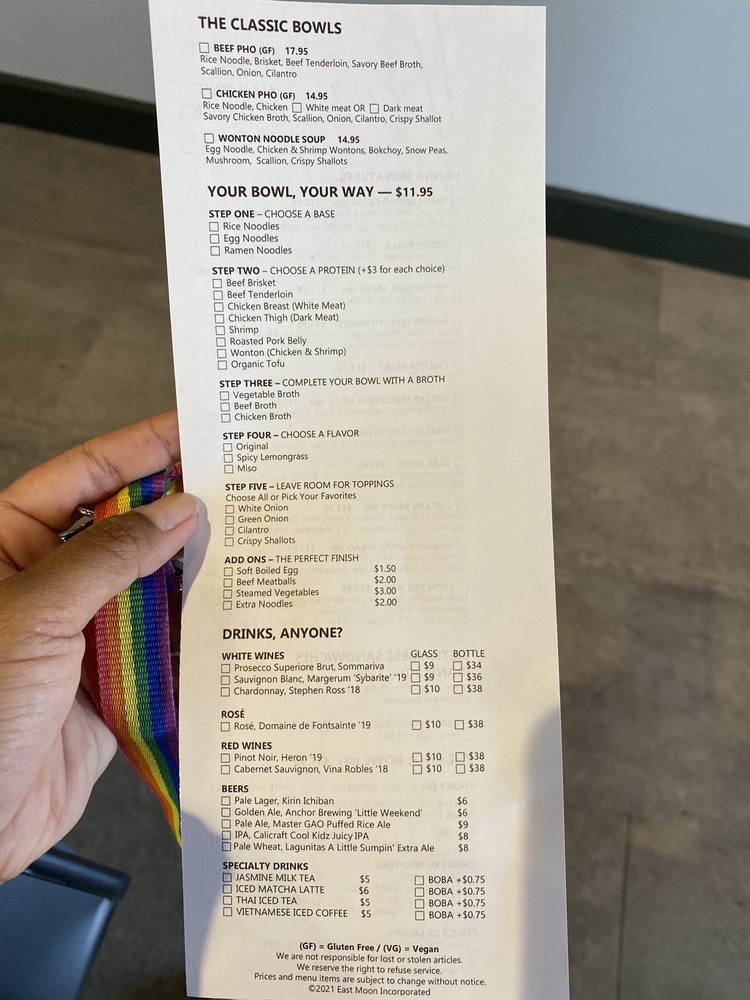 THE CLASSIC BOWLS
☐ BEEF PHO (GF) 17.95
Rice Noodle, Brisket, Beef Tenderloin, Savory Beef Broth,
Scallion, Onion, Cilantro
☐ CHICKEN PHO (GF) 14.95
Rice Noodle, Chicken ☐ White meat OR ☐ Dark meat
Savory Chicken Broth, Scallion, Onion, Cilantro, Crispy Shallot
☐ WONTON NOODLE SOUP 14.95
Egg Noodle, Chicken & Shrimp Wontons, Bokchoy, Snow Peas,
Mushroom, Scallion, Crispy Shallots
YOUR BOWL, YOUR WAY — $11.95
STEP ONE – CHOOSE A BASE
☐ Rice Noodles
☐ Egg Noodles
☐ Ramen Noodles
STEP TWO – CHOOSE A PROTEIN (+$3 for each choice)
☐ Beef Brisket
☐ Beef Tenderloin
☐ Chicken Breast (White Meat)
☐ Chicken Thigh (Dark Meat)
☐ Shrimp
☐ Roasted Pork Belly
☐ Wonton (Chicken & Shrimp)
☐ Organic Tofu
STEP THREE – COMPLETE YOUR BOWL WITH A BROTH
☐ Vegetable Broth
☐ Beef Broth
☐ Chicken Broth
STEP FOUR – CHOOSE A FLAVOR
☐ Original
☐ Spicy Lemongrass
☐ Miso
STEP FIVE – LEAVE ROOM FOR TOPPINGS
Choose All or Pick Your Favorites
☐ White Onion
☐ Green Onion
☐ Cilantro
☐ Crispy Shallots
ADD ONS – THE PERFECT FINISH
☐ Soft Boiled Egg $1.50
☐ Beef Meatballs $2.00
☐ Steamed Vegetables $3.00
☐ Extra Noodles $2.00
DRINKS, ANYONE?
WHITE WINES GLASS BOTTLE
☐ Prosecco Superiore Brut, Sommariva ☐ $9 ☐ $34
☐ Sauvignon Blanc, Margerum 'Sybarite' '19 ☐ $9 ☐ $36
☐ Chardonnay, Stephen Ross '18 ☐ $10 ☐ $38
ROSÉ
☐ Rosé, Domaine de Fontsainte '19 ☐ $10 ☐ $38
RED WINES
☐ Pinot Noir, Heron '19 ☐ $10 ☐ $38
☐ Cabernet Sauvignon, Vina Robles '18 ☐ $10 ☐ $38
BEERS
☐ Pale Lager, Kirin Ichiban $6
☐ Golden Ale, Anchor Brewing 'Little Weekend' $6
☐ Pale Ale, Master GAO Puffed Rice Ale $9
☐ IPA, Calicraft Cool Kidz Juicy IPA $8
☐ Pale Wheat, Lagunitas A Little Sumpin' Extra Ale $8
SPECIALTY DRINKS
☐ JASMINE MILK TEA $5 ☐ BOBA +$0.75
☐ ICED MATCHA LATTE $6 ☐ BOBA +$0.75
☐ THAI ICED TEA $5 ☐ BOBA +$0.75
☐ VIETNAMESE ICED COFFEE $5 ☐ BOBA +$0.75
(GF) = Gluten Free / (VG) = Vegan
We are not responsible for lost or stolen articles.
We reserve the right to refuse service.
Prices and menu items are subject to change without notice.
©2021 East Moon Incorporated